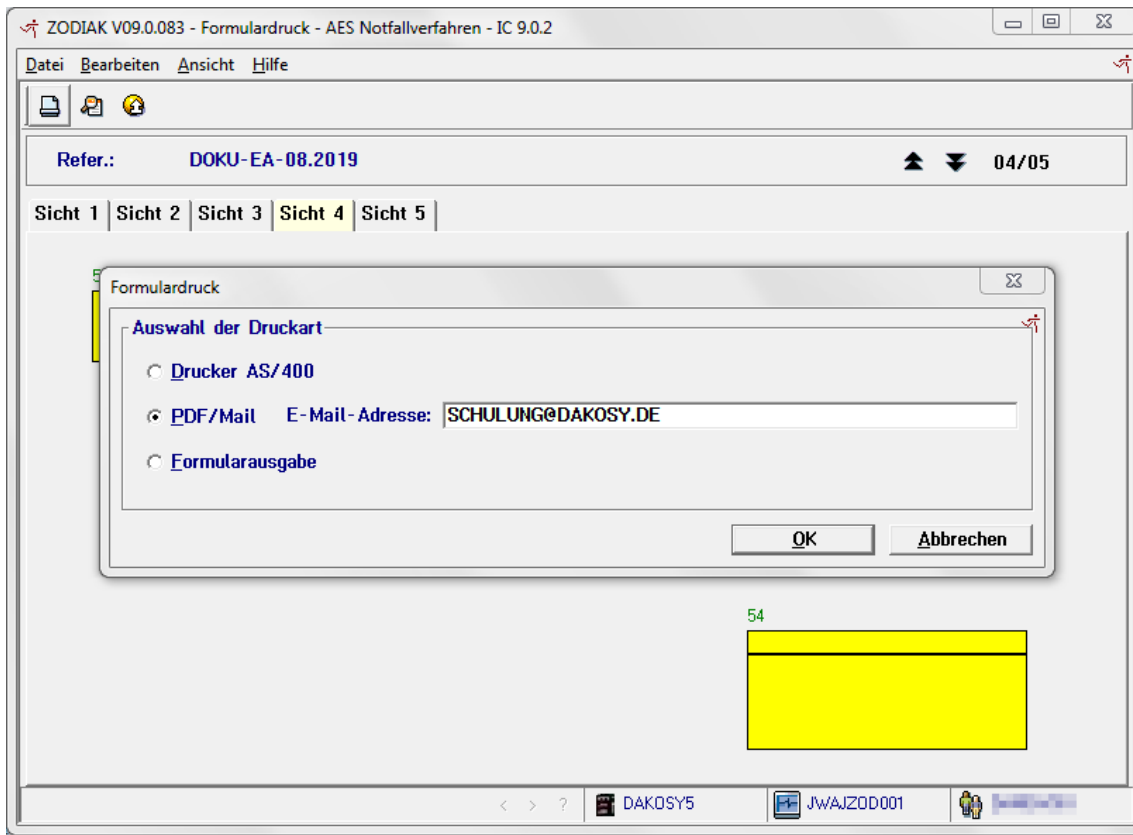 ZODIAK V09.0.083 - Formulardruck - AES Notfallverfahren - IC 9.0.2
Datei Bearbeiten Ansicht Hilfe
Refer.: DOKU-EA-08.2019 04/05
Sicht 1 Sicht 2 Sicht 3 Sicht 4 Sicht 5
Formulardruck
Auswahl der Druckart
Drucker AS/400
PDF/Mail E-Mail-Adresse: SCHULUNG@DAKOSY.DE
Formularausgabe
OK Abbrechen
54
< > ? DAKOSY5 JWAJZOD001